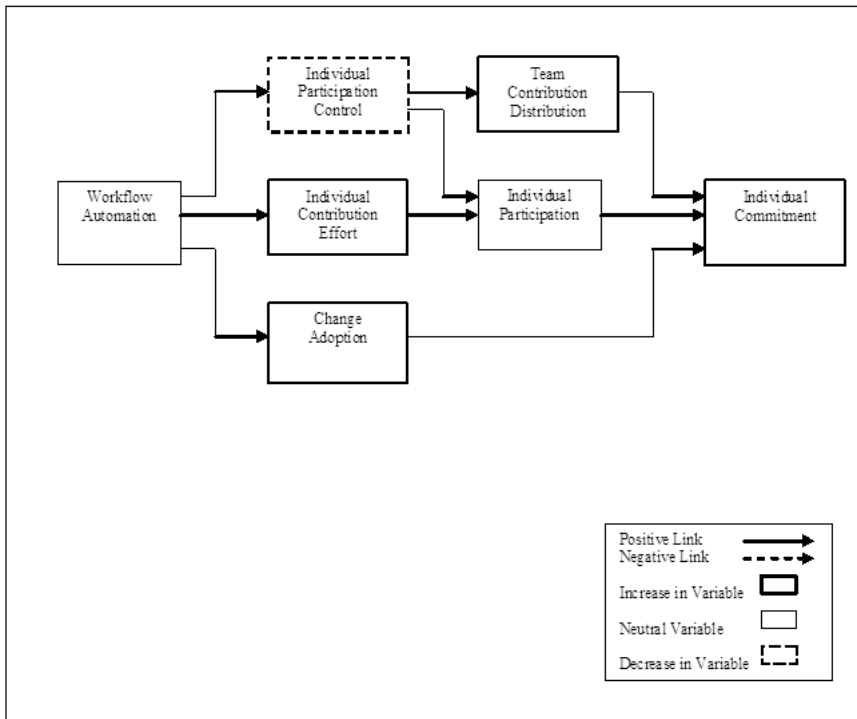 Individual
Participation
Control
Team
Contribution
Distribution
Workflow
Automation
Individual
Contribution
Effort
Individual
Participation
Individual
Commitment
Change
Adoption
Positive Link
Negative Link
Increase in Variable
Neutral Variable
Decrease in Variable